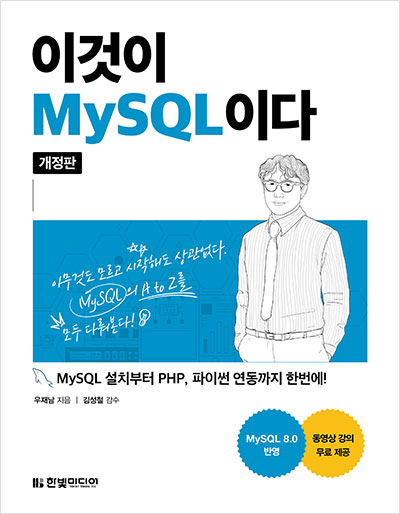 이것이
MySQL이다
개정판
아무것도 모르고 시작해도 상관없다.
MySQL의 A to Z를
모두 다뤄본다!
MySQL 설치부터 PHP, 파이썬 연동까지 한번에!
우재남 지음 | 김성철 감수
MySQL 8.0
반영
동영상 강의
무료 제공
한빛미디어